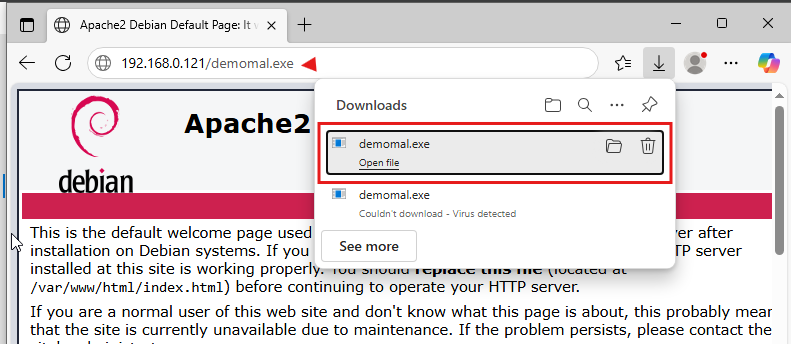 Apache2 Debian Default Page: It w
192.168.0.121/demomal.exe
Downloads
demomal.exe
Open file
demomal.exe
Couldn't download - Virus detected
See more
debian
Apache2
This is the default welcome page used
ver after
installation on Debian systems. If you
TP server
installed at this site is working properly. You should replace this file (located at
/var/www/html/index.html) before continuing to operate your HTTP server.
If you are a normal user of this web site and don't know what this page is about, this probably mear
that the site is currently unavailable due to maintenance. If the problem persists, please contact the